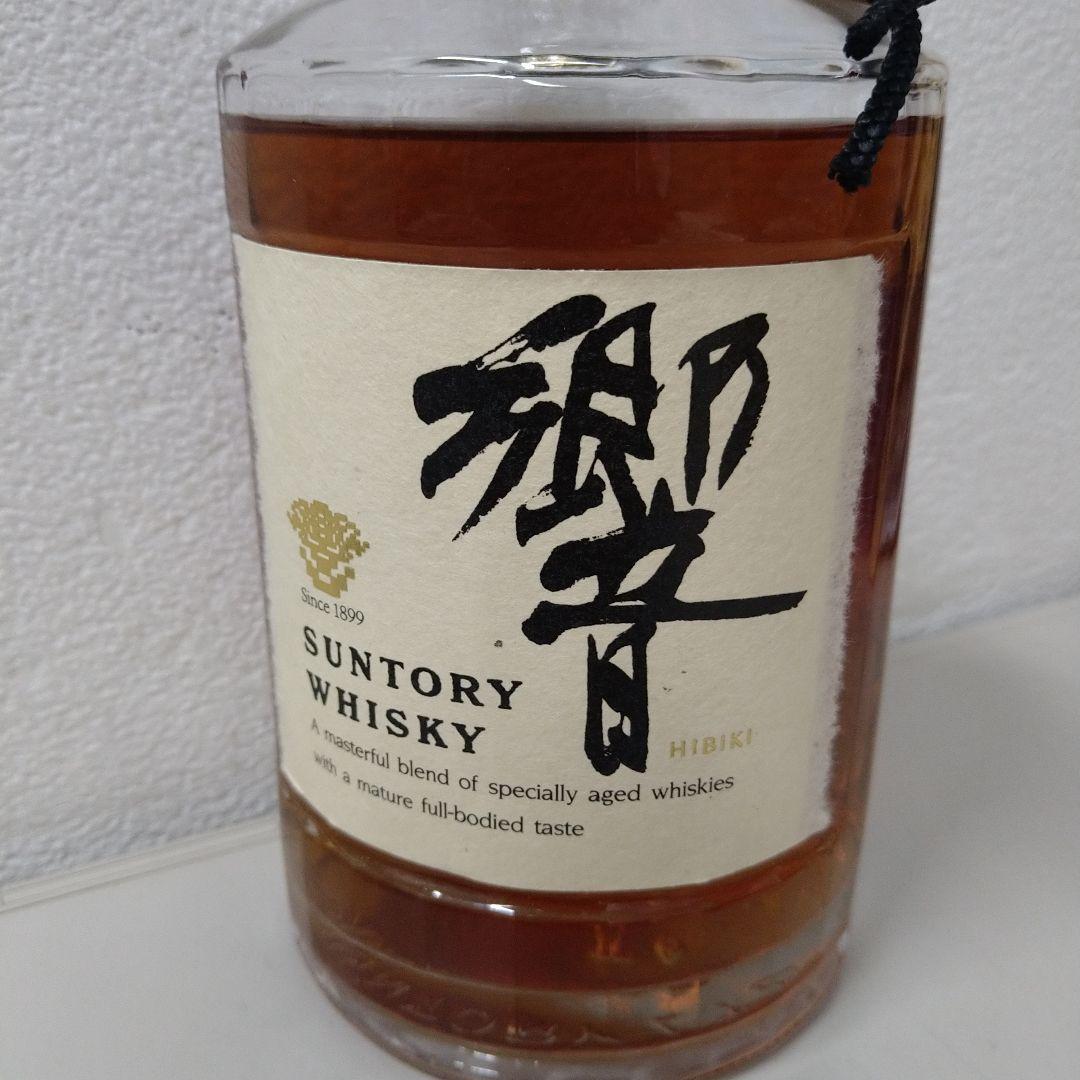 響
Since 1899
SUNTORY
WHISKY
HIBIKI
A masterful blend of specially aged whiskies
with a mature full-bodied taste